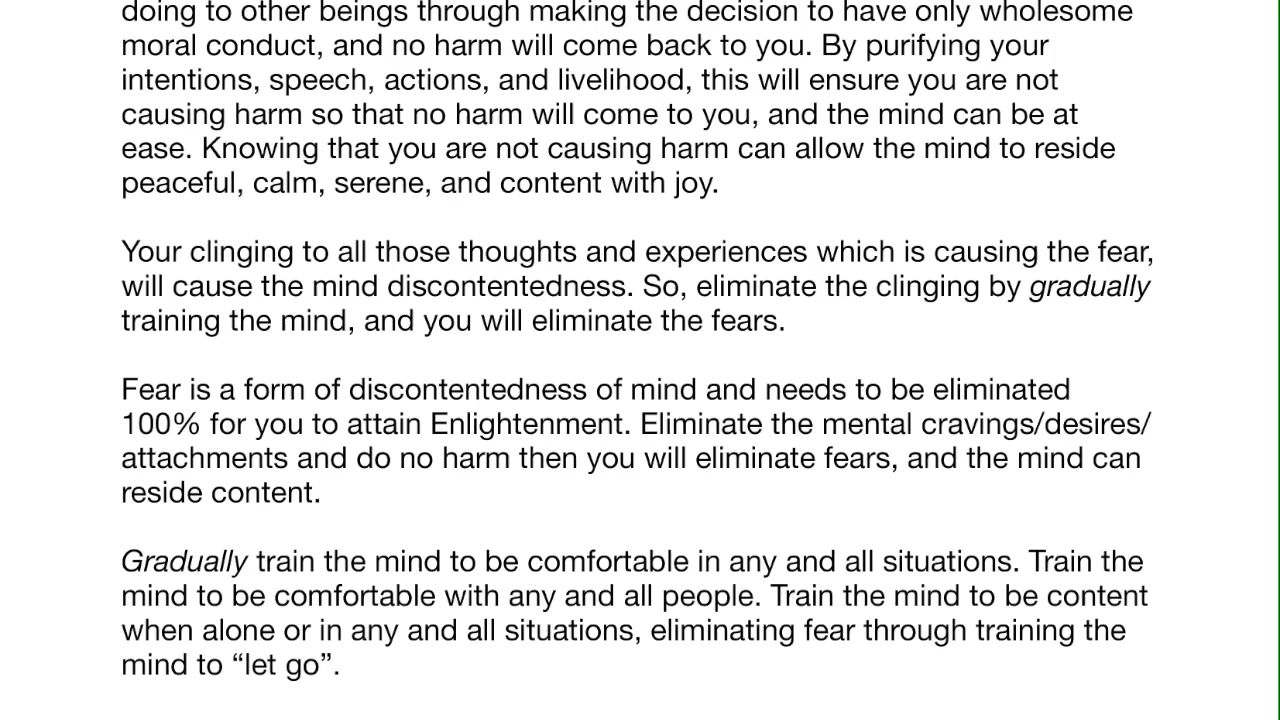 doing to other beings through making the decision to have only wholesome
moral conduct, and no harm will come back to you. By purifying your
intentions, speech, actions, and livelihood, this will ensure you are not
causing harm so that no harm will come to you, and the mind can be at
ease. Knowing that you are not causing harm can allow the mind to reside
peaceful, calm, serene, and content with joy.
Your clinging to all those thoughts and experiences which is causing the fear,
will cause the mind discontentedness. So, eliminate the clinging by gradually
training the mind, and you will eliminate the fears.
Fear is a form of discontentedness of mind and needs to be eliminated
100% for you to attain Enlightenment. Eliminate the mental cravings/desires/
attachments and do no harm then you will eliminate fears, and the mind can
reside content.
Gradually train the mind to be comfortable in any and all situations. Train the
mind to be comfortable with any and all people. Train the mind to be content
when alone or in any and all situations, eliminating fear through training the
mind to “let go”.